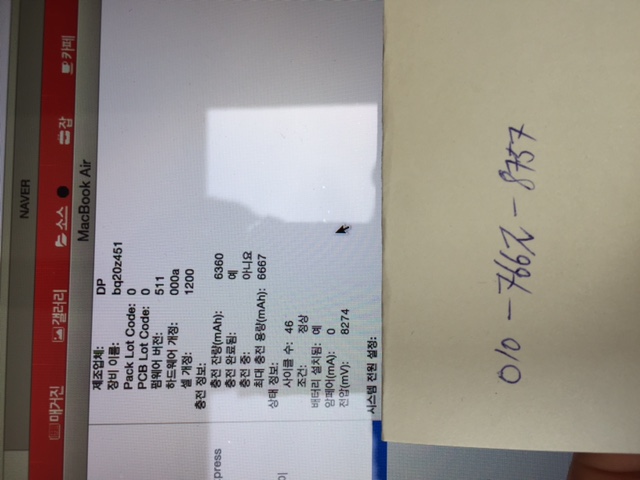 NAVER
매거진 갤러리 소스 잡 카페
MacBook Air
제조업체: DP
장비 이름: bq20z451
Pack Lot Code: 0
PCB Lot Code: 0
펌웨어 버전: 511
하드웨어 개정: 000a
셀 개정: 1200
충전 정보:
충전 잔량(mAh): 6360
충전 완료됨: 예
충전 중: 아니요
최대 충전 용량(mAh): 6667
상태 정보:
사이클 수: 46
조건: 정상
배터리 설치됨: 예
암페어(mA): 0
전압(mV): 8274
시스템 전원 설정:
press
010-7662-8757